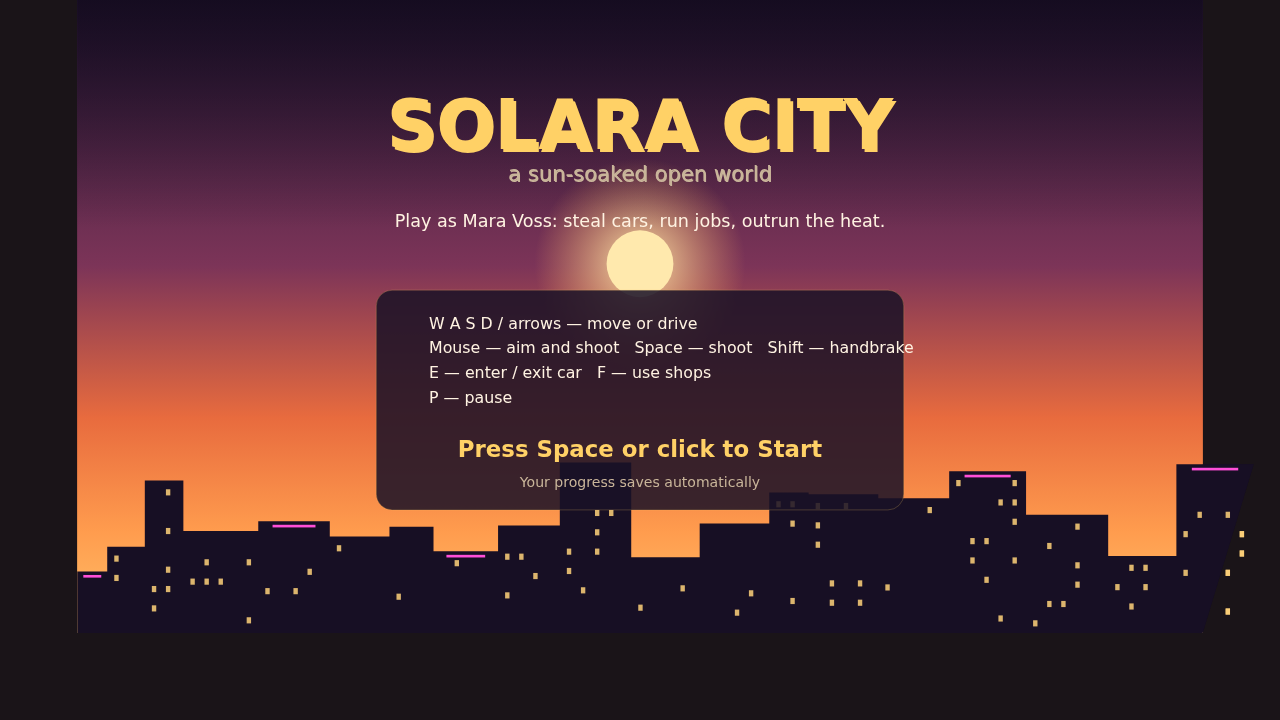 SOLARA CITY
a sun-soaked open world
Play as Mara Voss: steal cars, run jobs, outrun the heat.
W A S D / arrows — move or drive
Mouse — aim and shoot   Space — shoot   Shift — handbrake
E — enter / exit car   F — use shops
P — pause
Press Space or click to Start
Your progress saves automatically